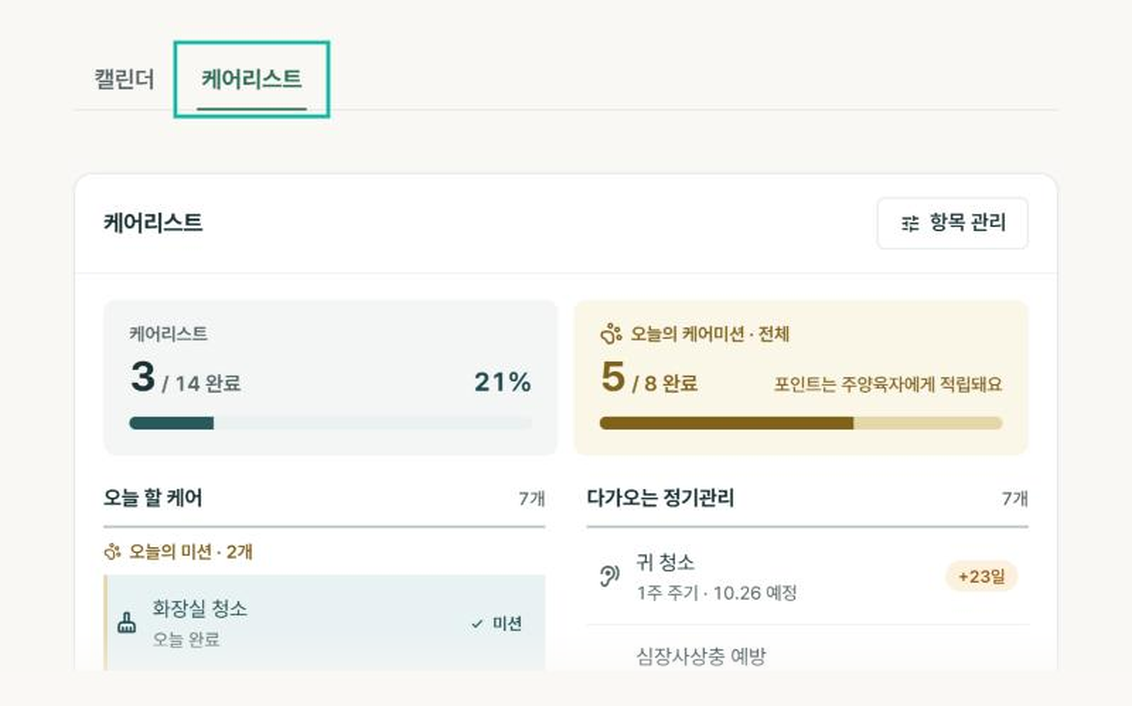 캘린더
케어리스트
케어리스트
항목 관리
케어리스트
3 / 14 완료
21%
오늘의 케어미션 · 전체
5 / 8 완료
포인트는 주양육자에게 적립돼요
오늘 할 케어
7개
오늘의 미션 · 2개
화장실 청소
오늘 완료
✓ 미션
다가오는 정기관리
7개
귀 청소
1주 주기 · 10.26 예정
+23일
심장사상충 예방